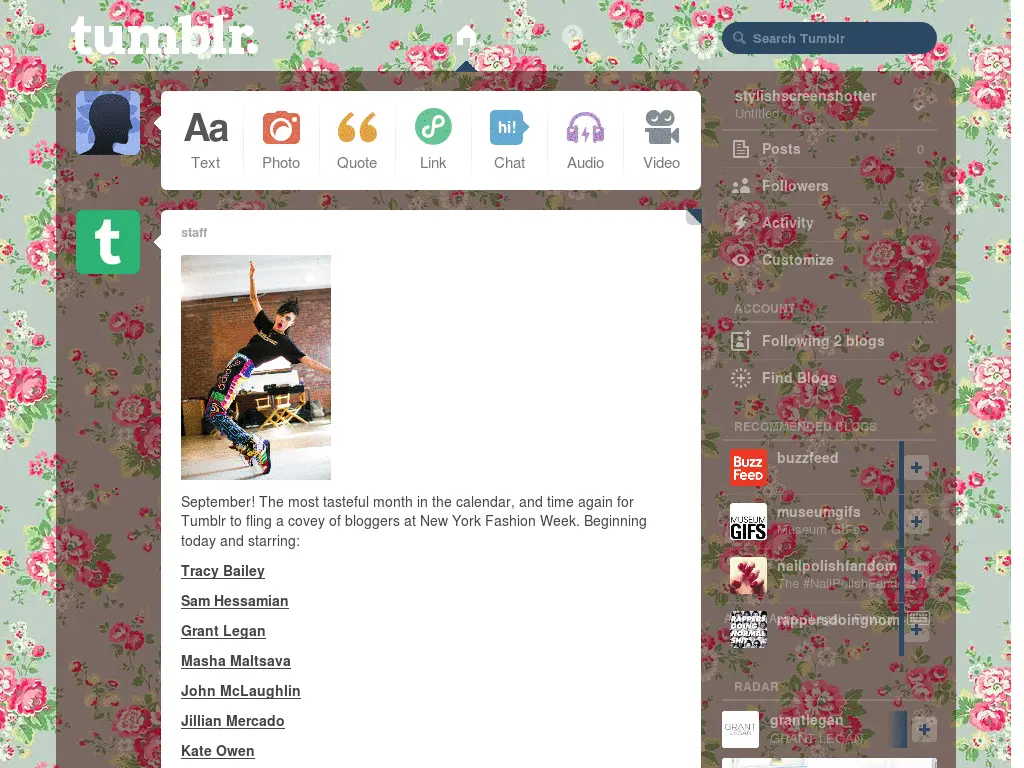 tumblr.
Search Tumblr
Aa
hi!
Text
Photo
Quote
Link
Chat
Audio
Video
stylishscreenshotter
Untitled
Posts 0
Followers 2
Activity
Customize
ACCOUNT
Following 2 blogs
Find Blogs
RECOMMENDED BLOGS
BUZZ
FEED
buzzfeed
MUSEUM
GIFS
museumgifs
Museum GIFs
nailpolishfandom
The #NailPolishFand
RAPPERS
DOING
NORMAL
SHIT
rappersdoingnorm
RADAR
GRANT
LEGAN
grantlegan
GRANT LEGAN
t
staff
September! The most tasteful month in the calendar, and time again for
Tumblr to fling a covey of bloggers at New York Fashion Week. Beginning
today and starring:
Tracy Bailey
Sam Hessamian
Grant Legan
Masha Maltsava
John McLaughlin
Jillian Mercado
Kate Owen